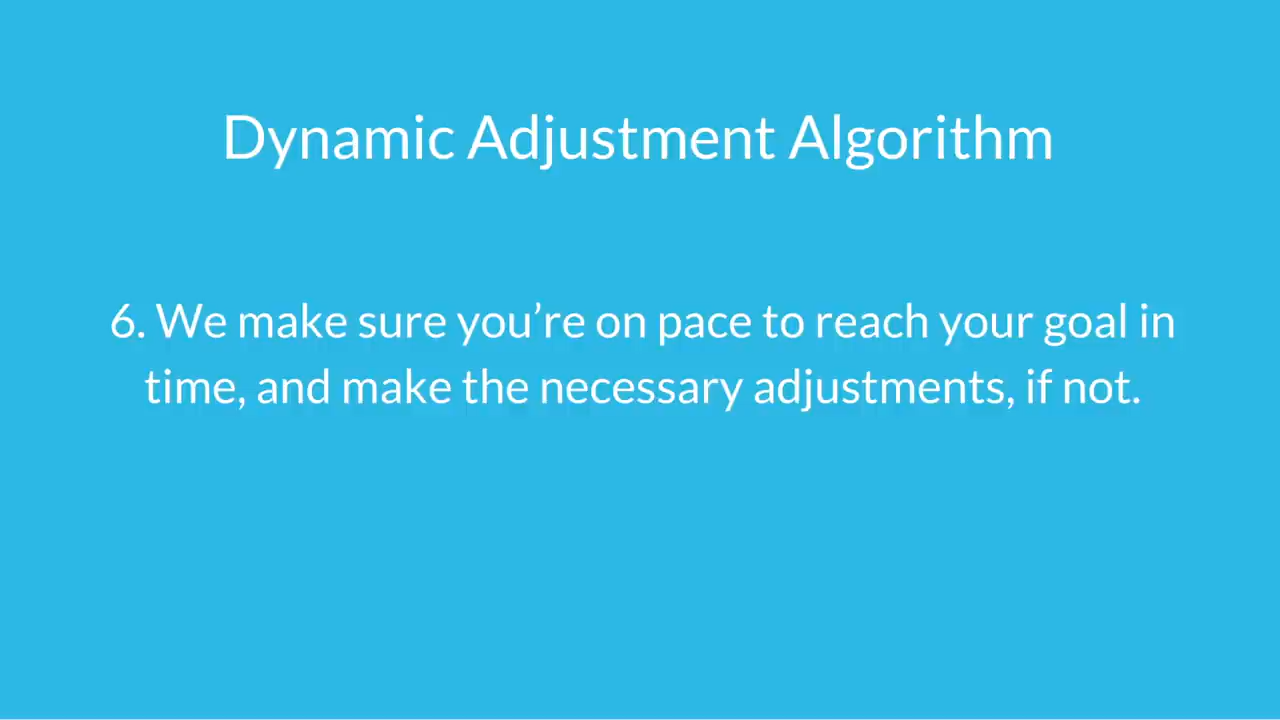 Dynamic Adjustment Algorithm
6. We make sure you’re on pace to reach your goal in
time, and make the necessary adjustments, if not.